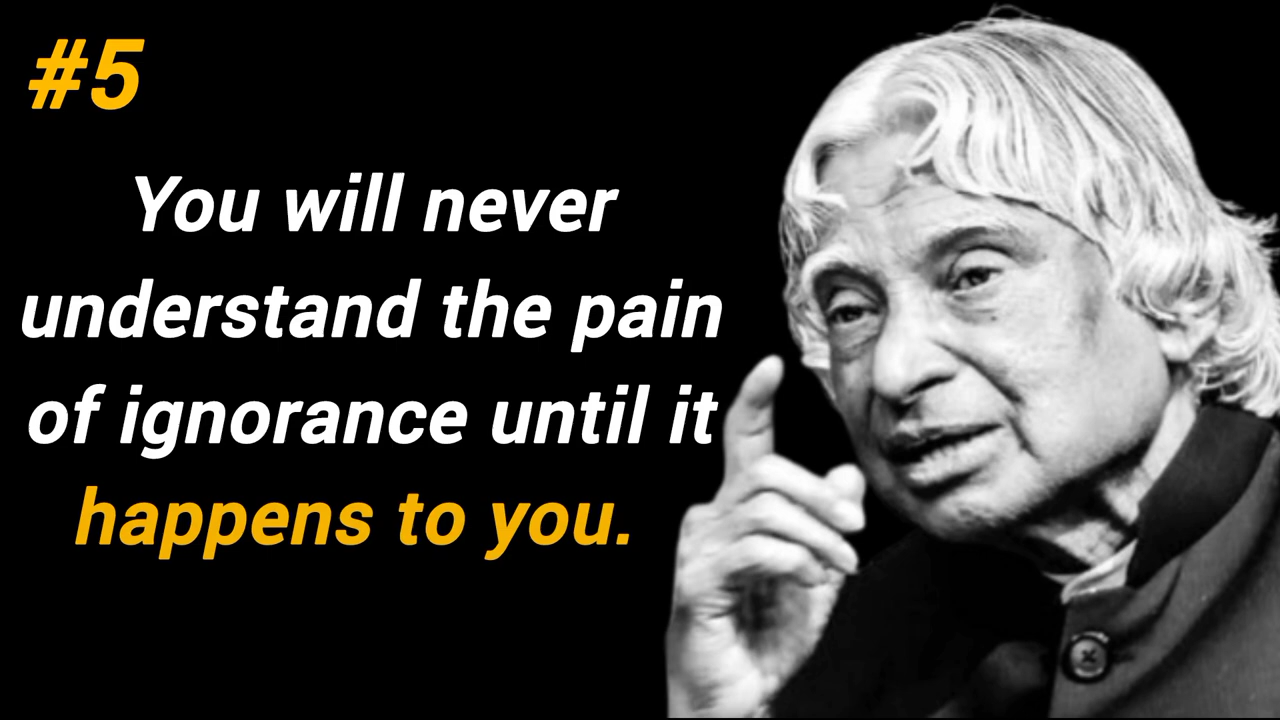 #5
You will never
understand the pain
of ignorance until it
happens to you.